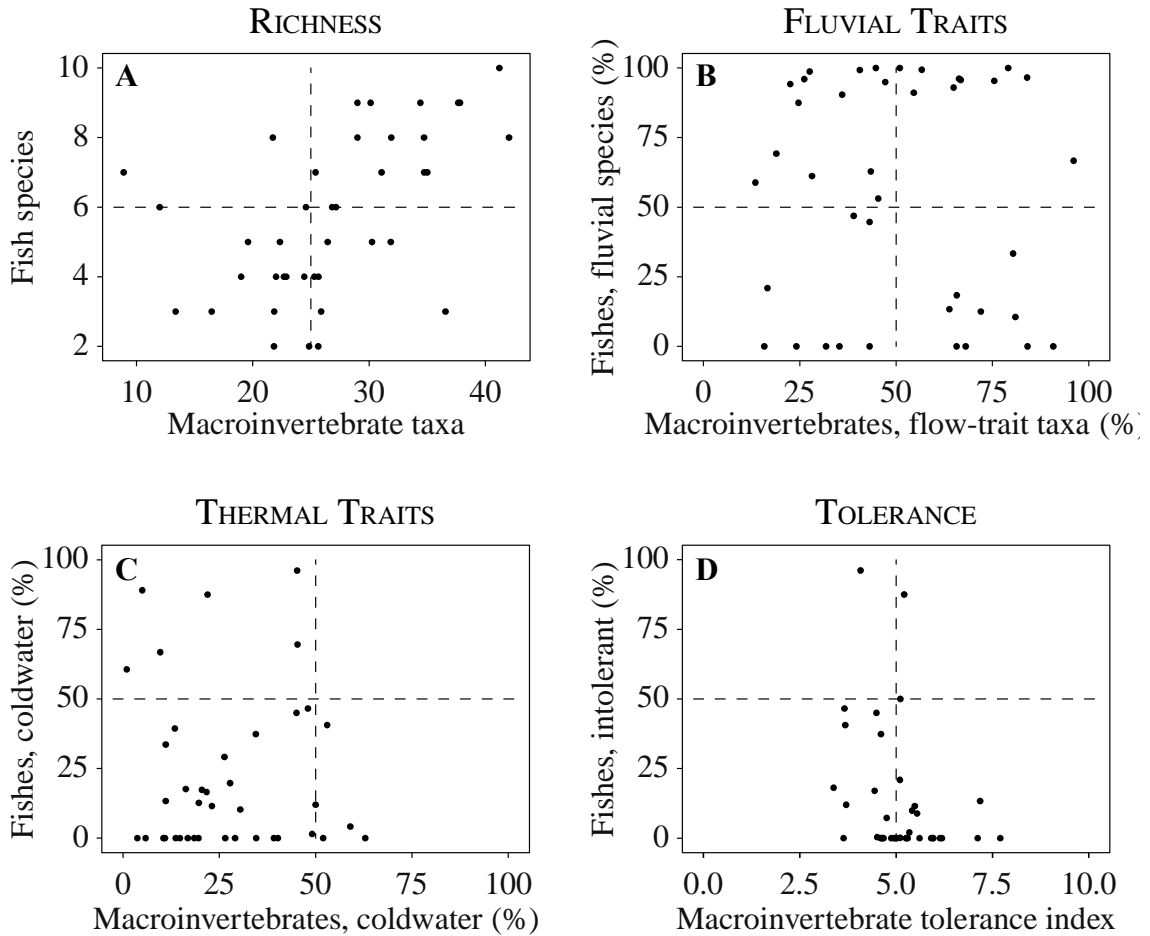 RICHNESS
A
Fish species
10
8
6
4
2
10
20
30
40
Macroinvertebrate taxa
FLUVIAL TRAITS
B
Fishes, fluvial species (%)
100
75
50
25
0
0
25
50
75
100
Macroinvertebrates, flow-trait taxa (%)
THERMAL TRAITS
C
Fishes, coldwater (%)
100
75
50
25
0
0
25
50
75
100
Macroinvertebrates, coldwater (%)
TOLERANCE
D
Fishes, intolerant (%)
100
75
50
25
0
0.0
2.5
5.0
7.5
10.0
Macroinvertebrate tolerance index